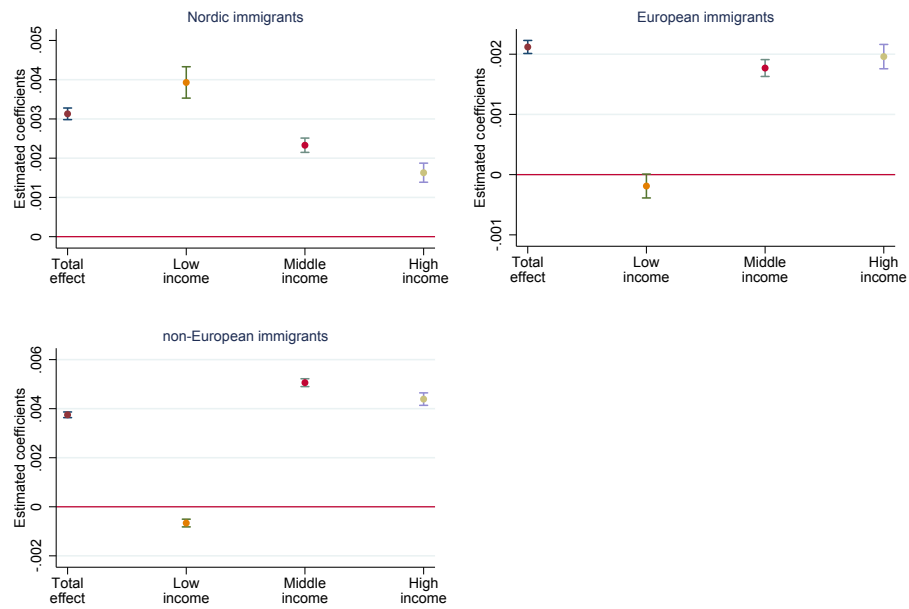 Nordic immigrants
Estimated coefficients
.005
.004
.003
.002
.001
0
Total effect
Low income
Middle income
High income
European immigrants
Estimated coefficients
.002
.001
0
-.001
Total effect
Low income
Middle income
High income
non-European immigrants
Estimated coefficients
.006
.004
.002
0
-.002
Total effect
Low income
Middle income
High income